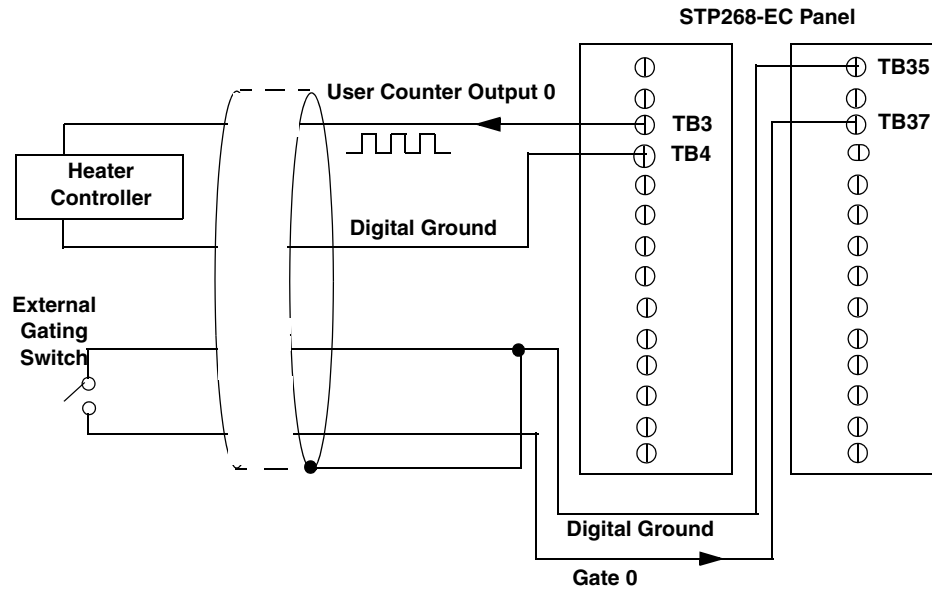 STP268-EC Panel
TB35
User Counter Output 0
TB3
TB37
TB4
Heater
Controller
Digital Ground
External
Gating
Switch
Digital Ground
Gate 0